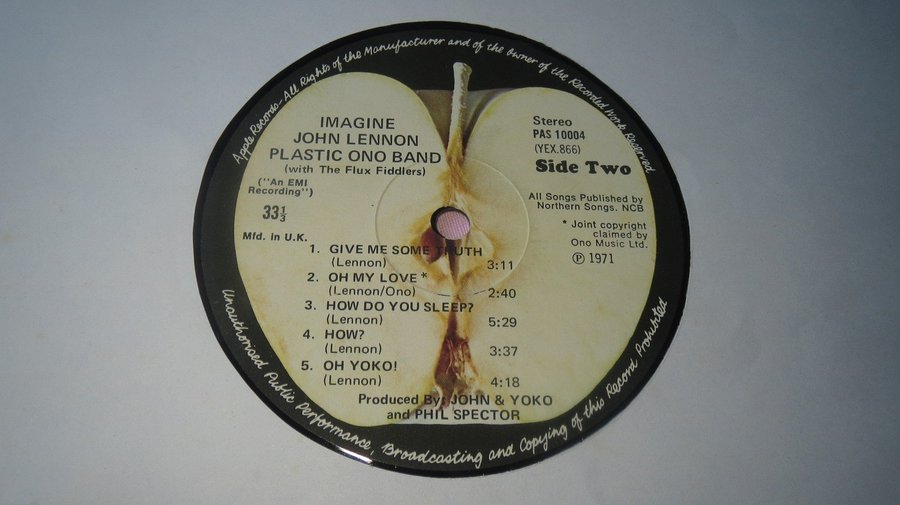 Apple Records-All Rights of the Manufacturer and of the Owner of the Recorded Work Reserved
IMAGINE
JOHN LENNON
PLASTIC ONO BAND
(with The Flux Fiddlers)
("An EMI
Recording")
33⅓
Mfd. in U.K.
Stereo
PAS 10004
(YEX.866)
Side Two
All Songs Published by
Northern Songs. NCB
* Joint copyright
claimed by
Ono Music Ltd.
℗ 1971
1. GIVE ME SOME TRUTH
(Lennon) 3:11
2. OH MY LOVE *
(Lennon/Ono) 2:40
3. HOW DO YOU SLEEP?
(Lennon) 5:29
4. HOW?
(Lennon) 3:37
5. OH YOKO!
(Lennon) 4:18
Produced By: JOHN & YOKO
and PHIL SPECTOR
Unauthorised Public Performance, Broadcasting and Copying of this Record Prohibited